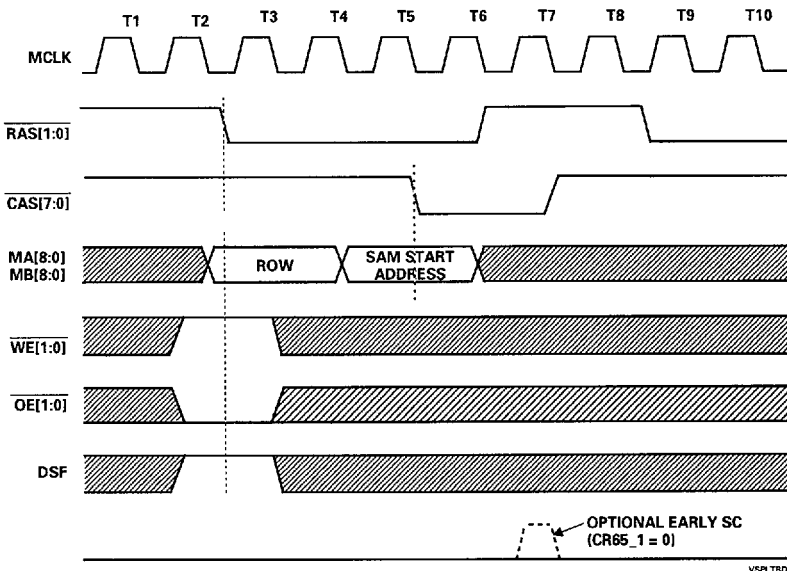 T1 T2 T3 T4 T5 T6 T7 T8 T9 T10
MCLK
RAS[1:0]
CAS[7:0]
MA[8:0]
MB[8:0]
ROW
SAM START
ADDRESS
WE[1:0]
OE[1:0]
DSF
OPTIONAL EARLY SC
(CR65_1 = 0)
VSPLTRD